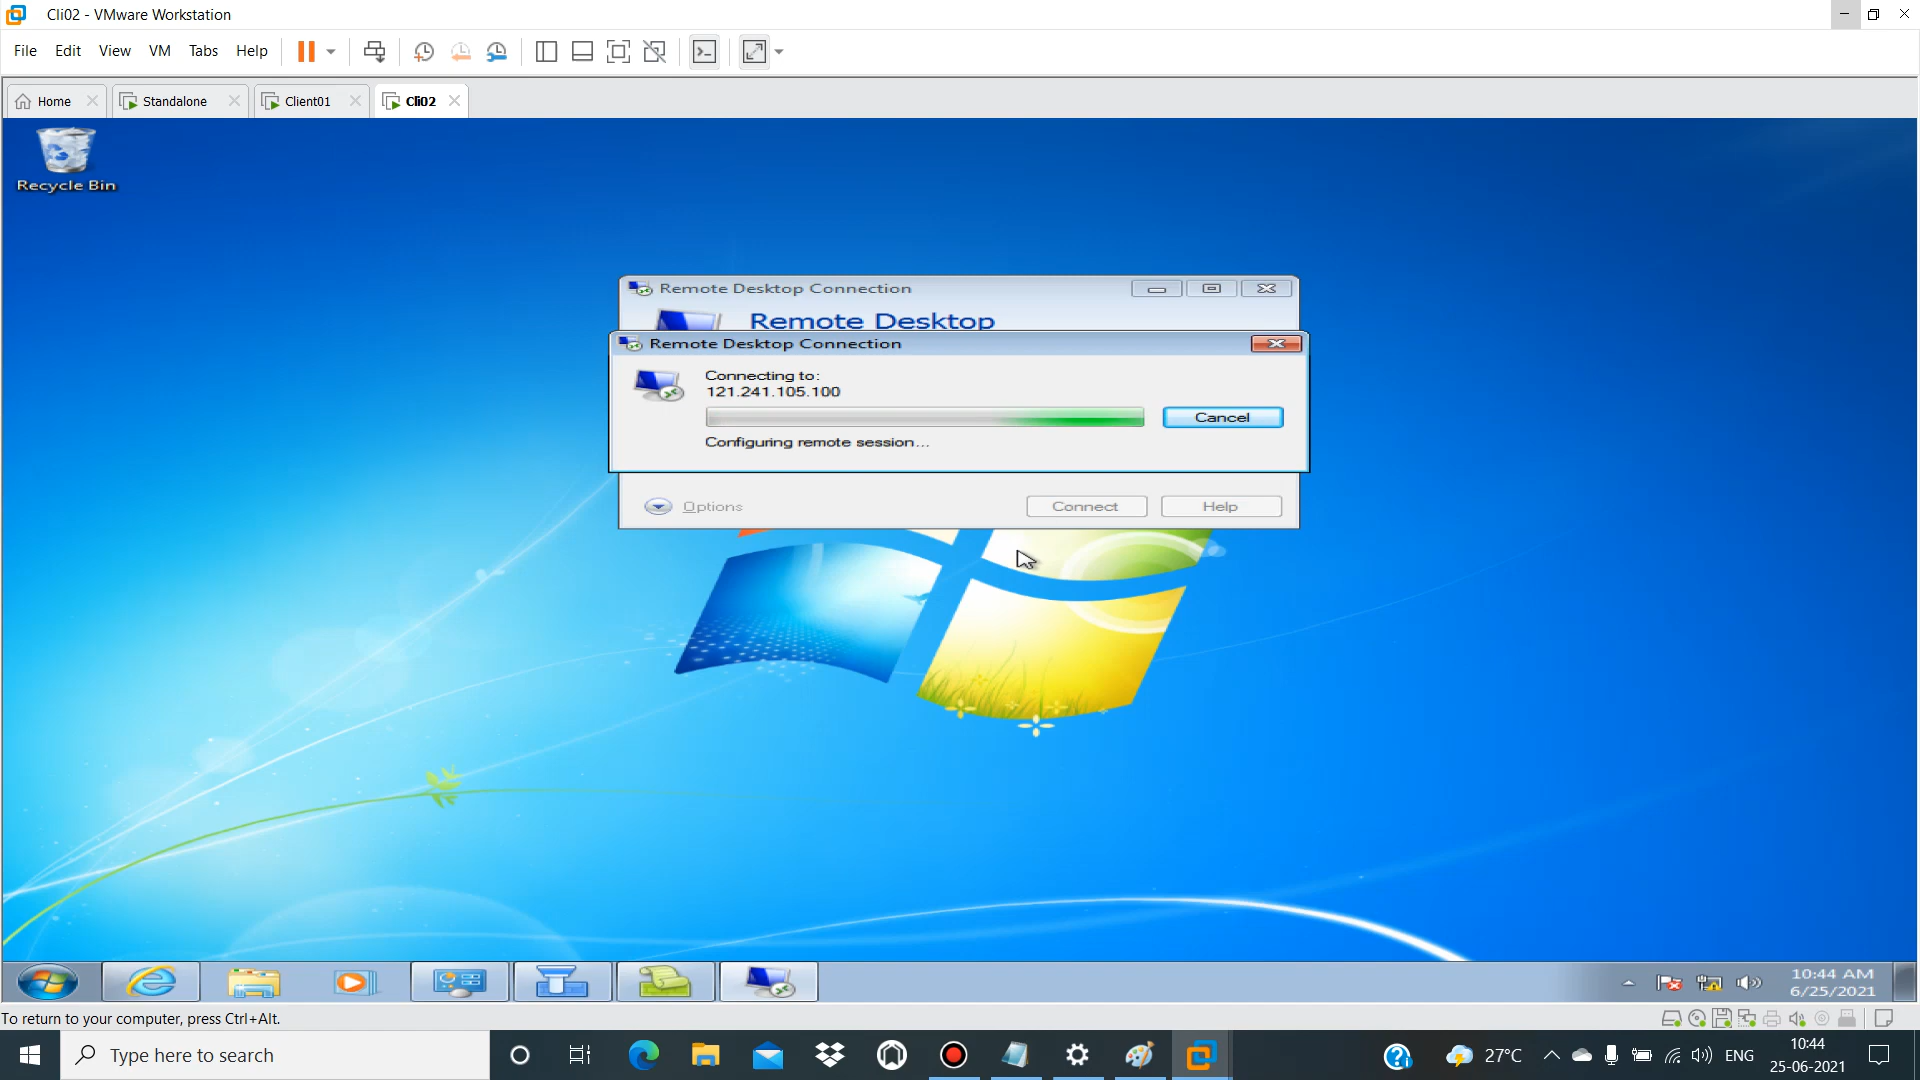 Cli02 - VMware Workstation
File Edit View VM Tabs Help
Home Standalone Client01 Cli02
Recycle Bin
Remote Desktop Connection
Remote Desktop
Remote Desktop Connection
Connecting to:
121.241.105.100
Cancel
Configuring remote session...
Options Connect Help
10:44 AM
6/25/2021
To return to your computer, press Ctrl+Alt.
Type here to search
27°C ENG
10:44
25-06-2021